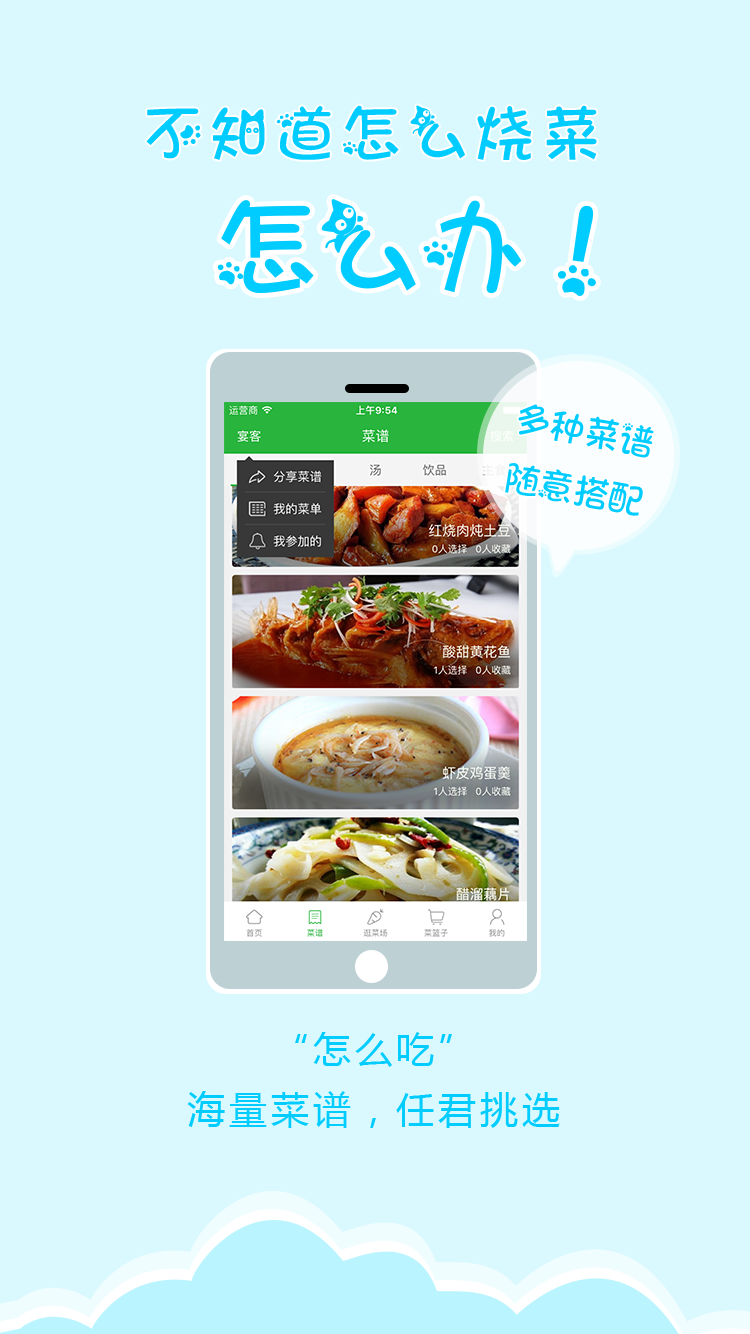 不知道怎么烧菜
怎么办！
多种菜谱
随意搭配
运营商 上午9:54
宴客 菜谱 搜索
汤 饮品 主食
分享菜谱
我的菜单
我参加的
红烧肉炖土豆
0人选择 0人收藏
酸甜黄花鱼
1人选择 0人收藏
虾皮鸡蛋羹
1人选择 0人收藏
醋溜藕片
首页 菜谱 逛菜场 菜篮子 我的
“怎么吃”
海量菜谱，任君挑选